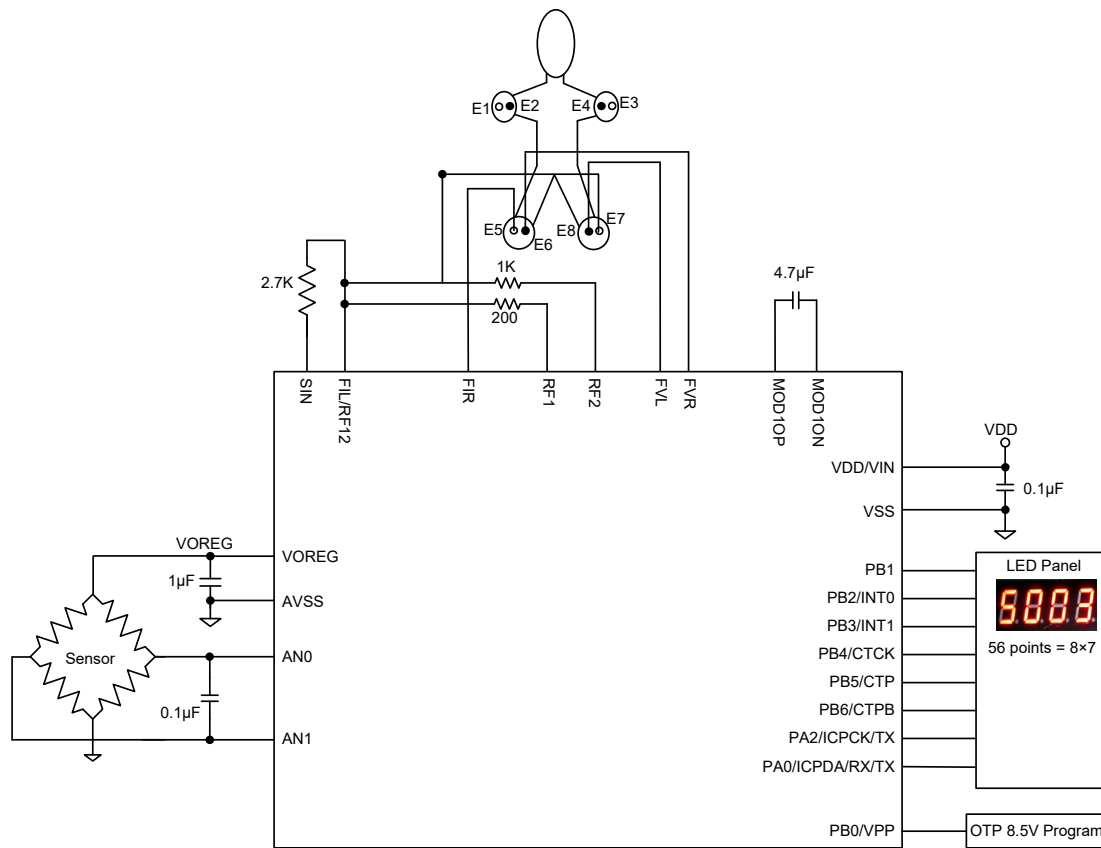 E1
E2
E4
E3
E5
E6
E8
E7
2.7K
1K
200
4.7µF
SIN
FIL/RF12
FIR
RF1
RF2
FVL
FVR
MOD1OP
MOD1ON
VDD
VDD/VIN
0.1µF
VSS
VOREG
VOREG
1µF
AVSS
Sensor
AN0
0.1µF
AN1
LED Panel
5003
56 points = 8×7
PB1
PB2/INT0
PB3/INT1
PB4/CTCK
PB5/CTP
PB6/CTPB
PA2/ICPCK/TX
PA0/ICPDA/RX/TX
PB0/VPP
OTP 8.5V Program